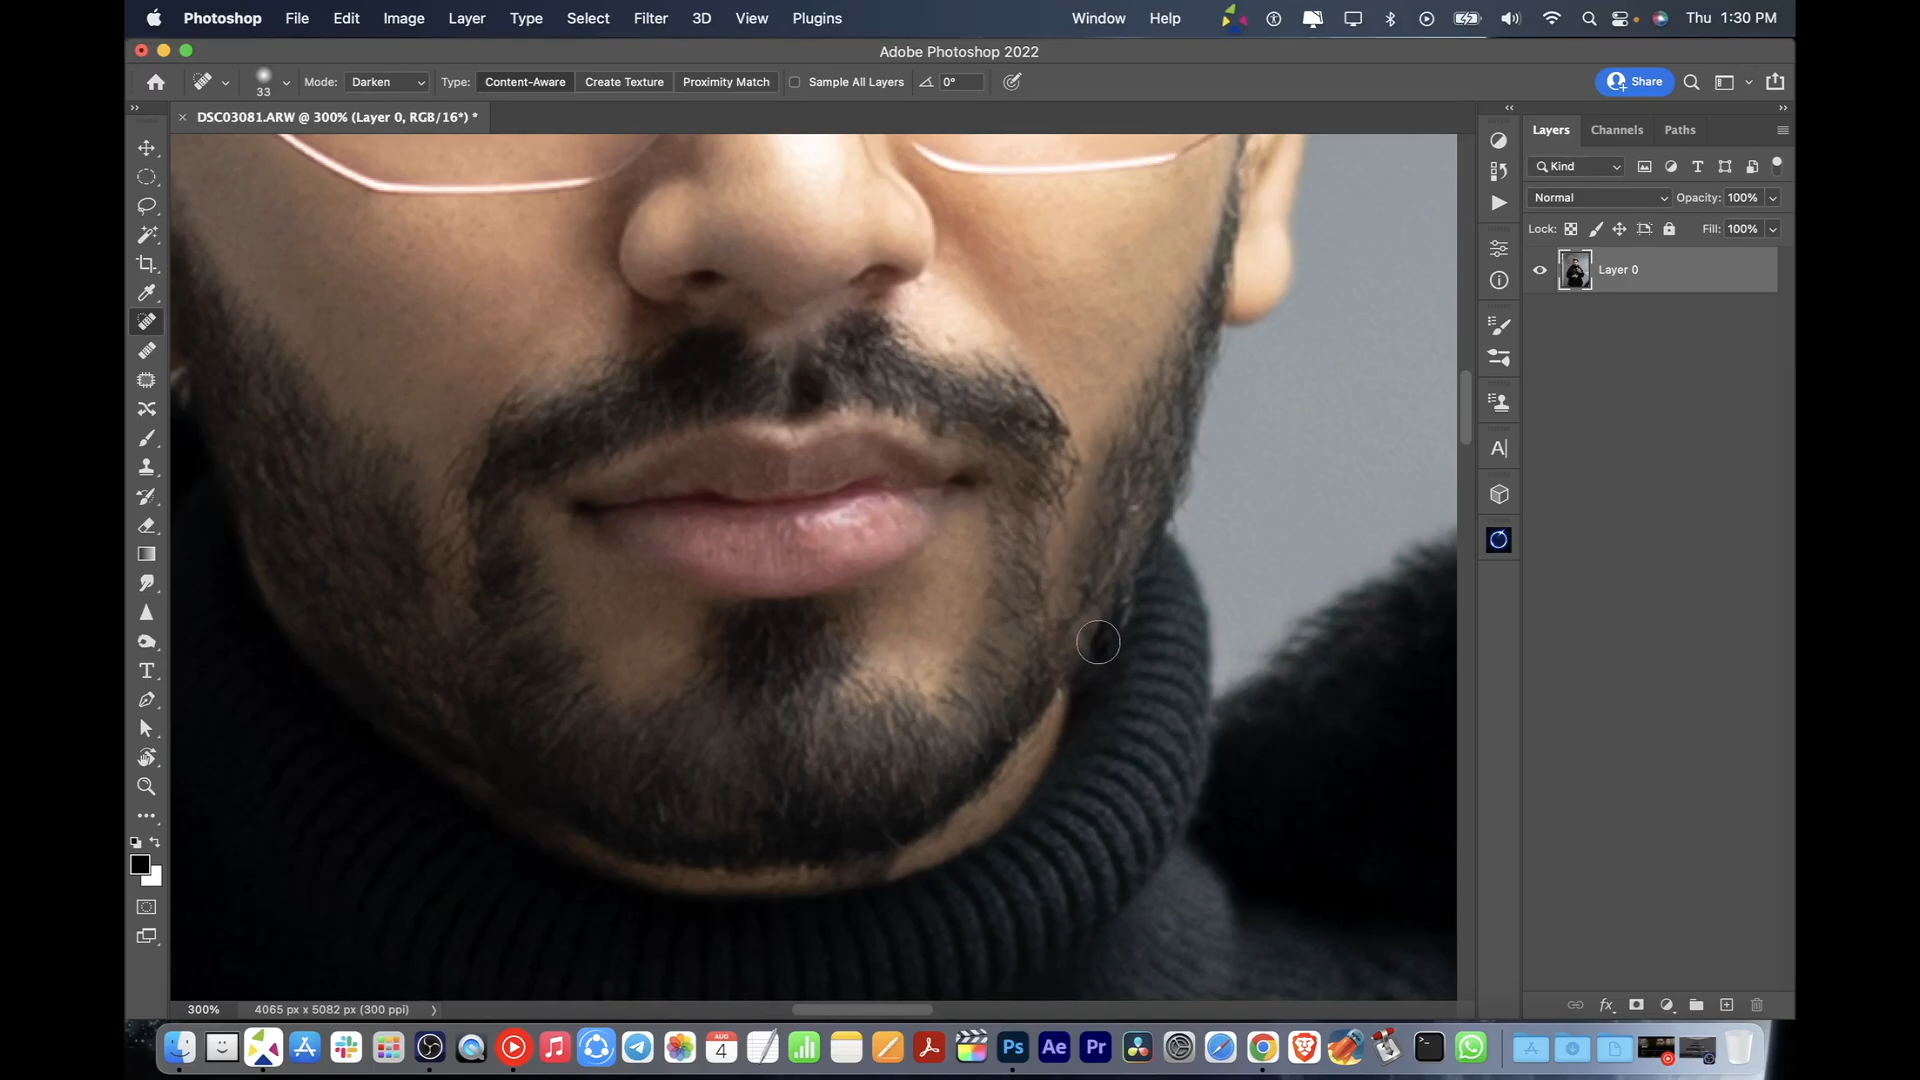 Photoshop File Edit Image Layer Type Select Filter 3D View Plugins Window Help Thu 1:30 PM
Adobe Photoshop 2022
33 Mode: Darken Type: Content-Aware Create Texture Proximity Match Sample All Layers 0° Share
× DSC03081.ARW @ 300% (Layer 0, RGB/16*) *
Layers Channels Paths
Kind
Normal Opacity: 100%
Lock: Fill: 100%
Layer 0
300% 4065 px x 5082 px (300 ppi)
AUG
4
Ps Ae Pr